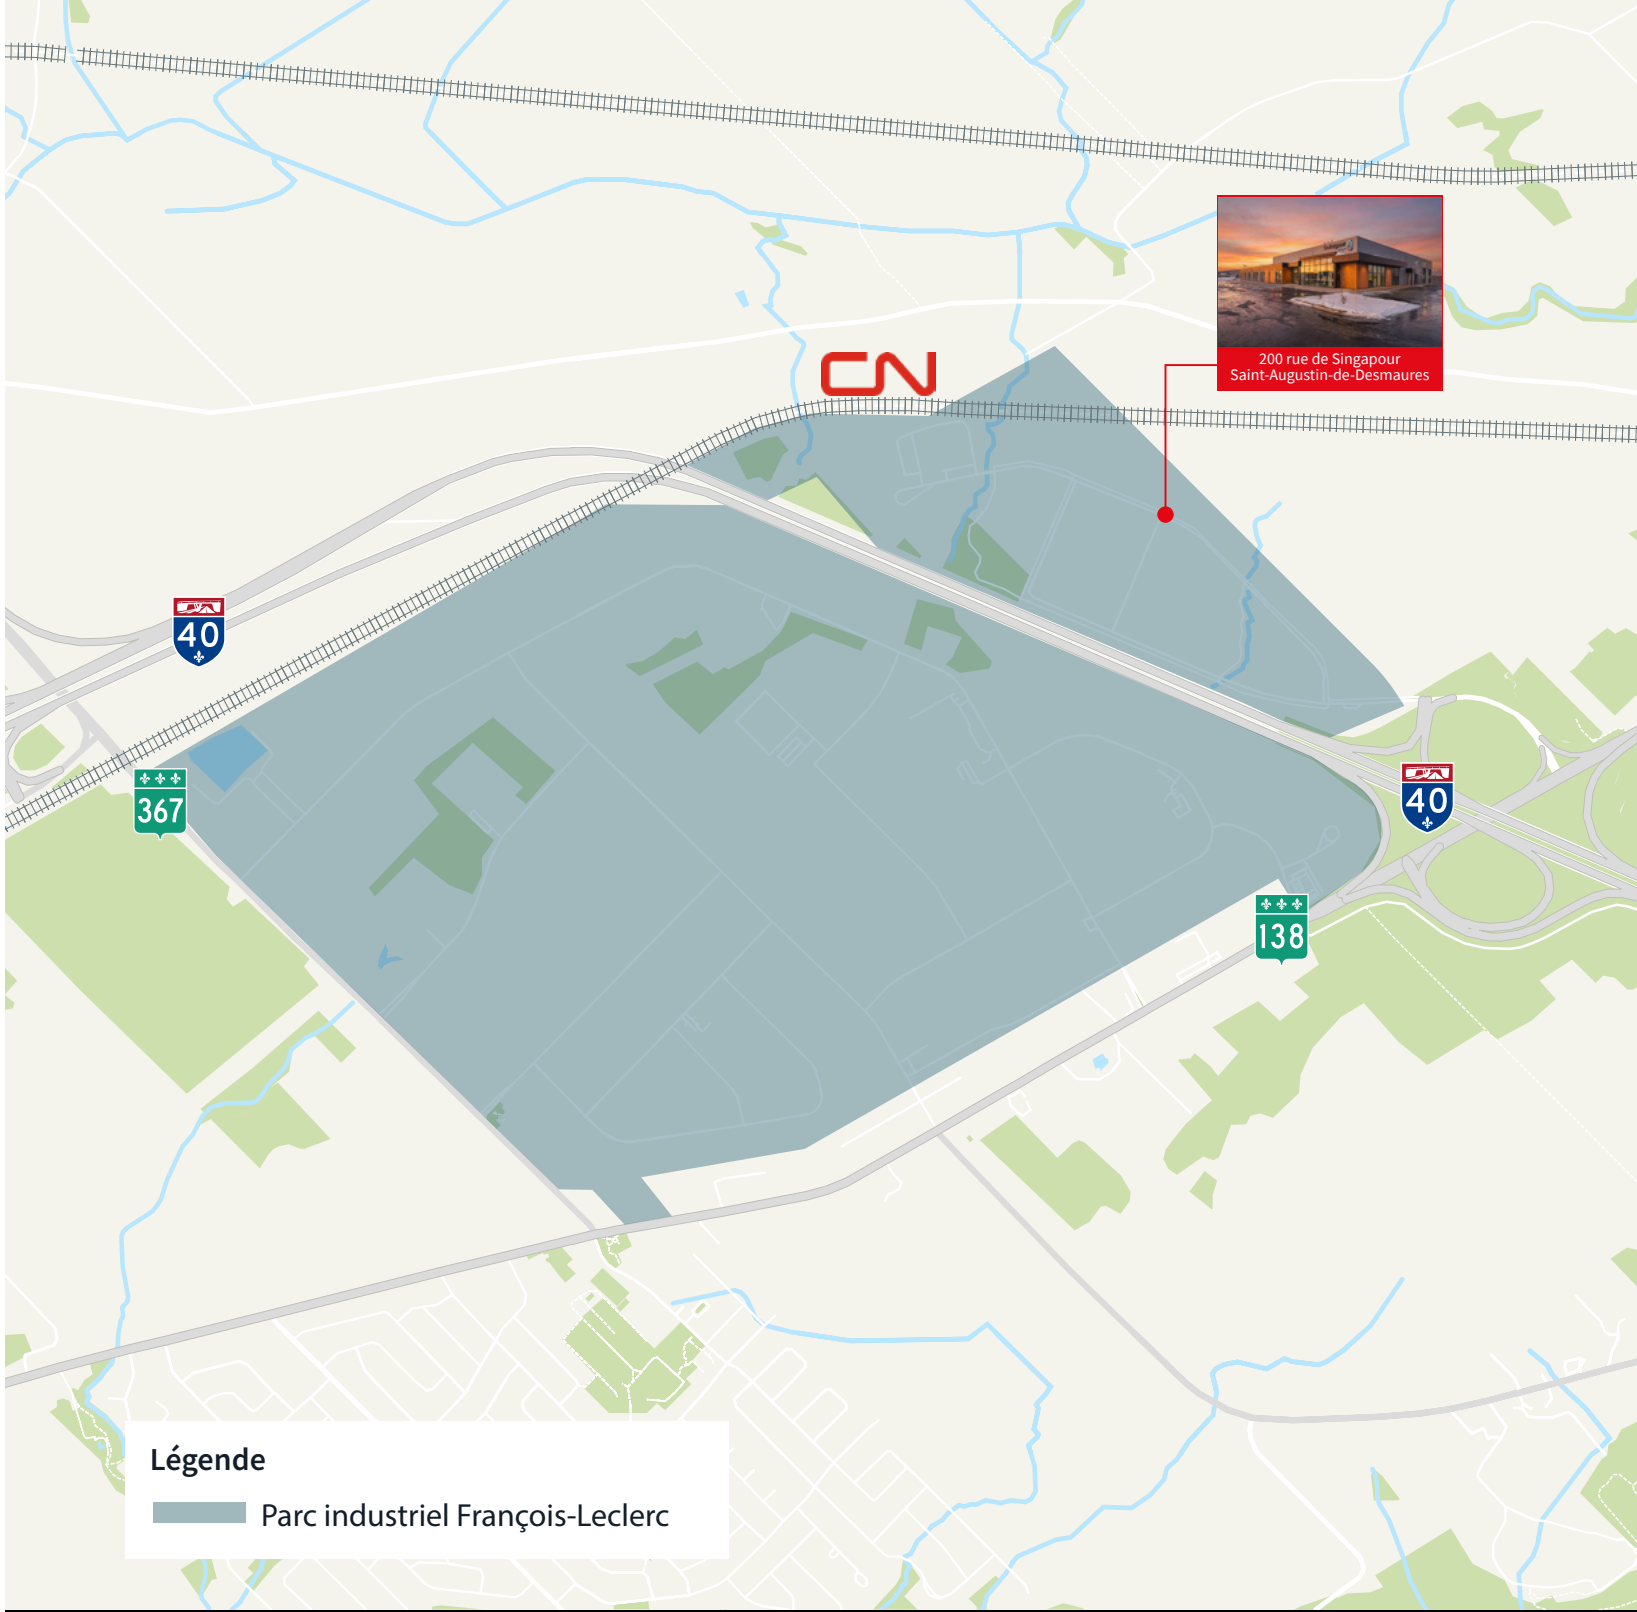 CN
200 rue de Singapour
Saint-Augustin-de-Desmaures
40
367
40
138
Légende
Parc industriel François-Leclerc